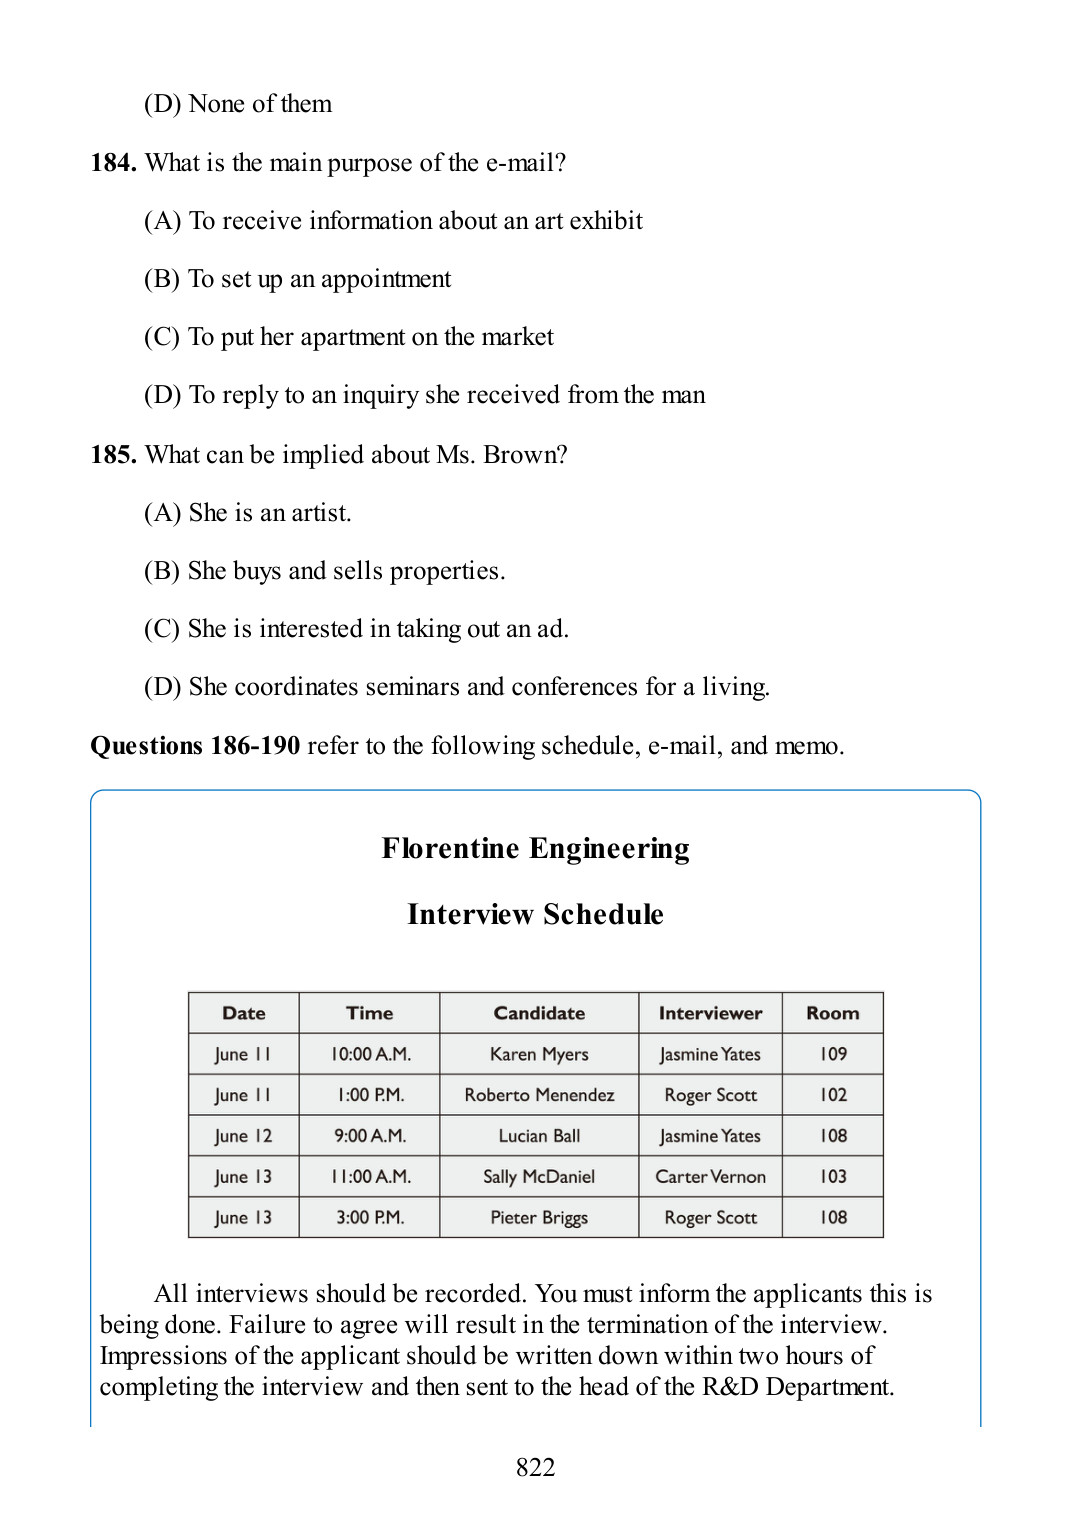 (D) None of them
184. What is the main purpose of the e-mail?
(A) To receive information about an art exhibit
(B) To set up an appointment
(C) To put her apartment on the market
(D) To reply to an inquiry she received from the man
185. What can be implied about Ms. Brown?
(A) She is an artist.
(B) She buys and sells properties.
(C) She is interested in taking out an ad.
(D) She coordinates seminars and conferences for a living.
Questions 186-190 refer to the following schedule, e-mail, and memo.
Florentine Engineering
Interview Schedule
Date Time Candidate Interviewer Room
June 11 10:00 A.M. Karen Myers Jasmine Yates 109
June 11 1:00 P.M. Roberto Menendez Roger Scott 102
June 12 9:00 A.M. Lucian Ball Jasmine Yates 108
June 13 11:00 A.M. Sally McDaniel Carter Vernon 103
June 13 3:00 P.M. Pieter Briggs Roger Scott 108
All interviews should be recorded. You must inform the applicants this is
being done. Failure to agree will result in the termination of the interview.
Impressions of the applicant should be written down within two hours of
completing the interview and then sent to the head of the R&D Department.
822